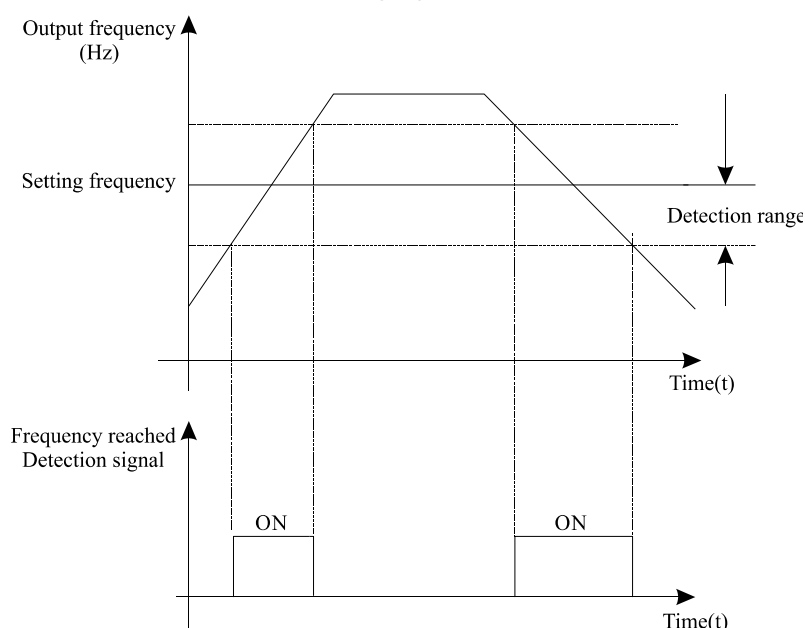 Output frequency
(Hz)
Setting frequency
Detection range
Time(t)
Frequency reached
Detection signal
ON
ON
Time(t)